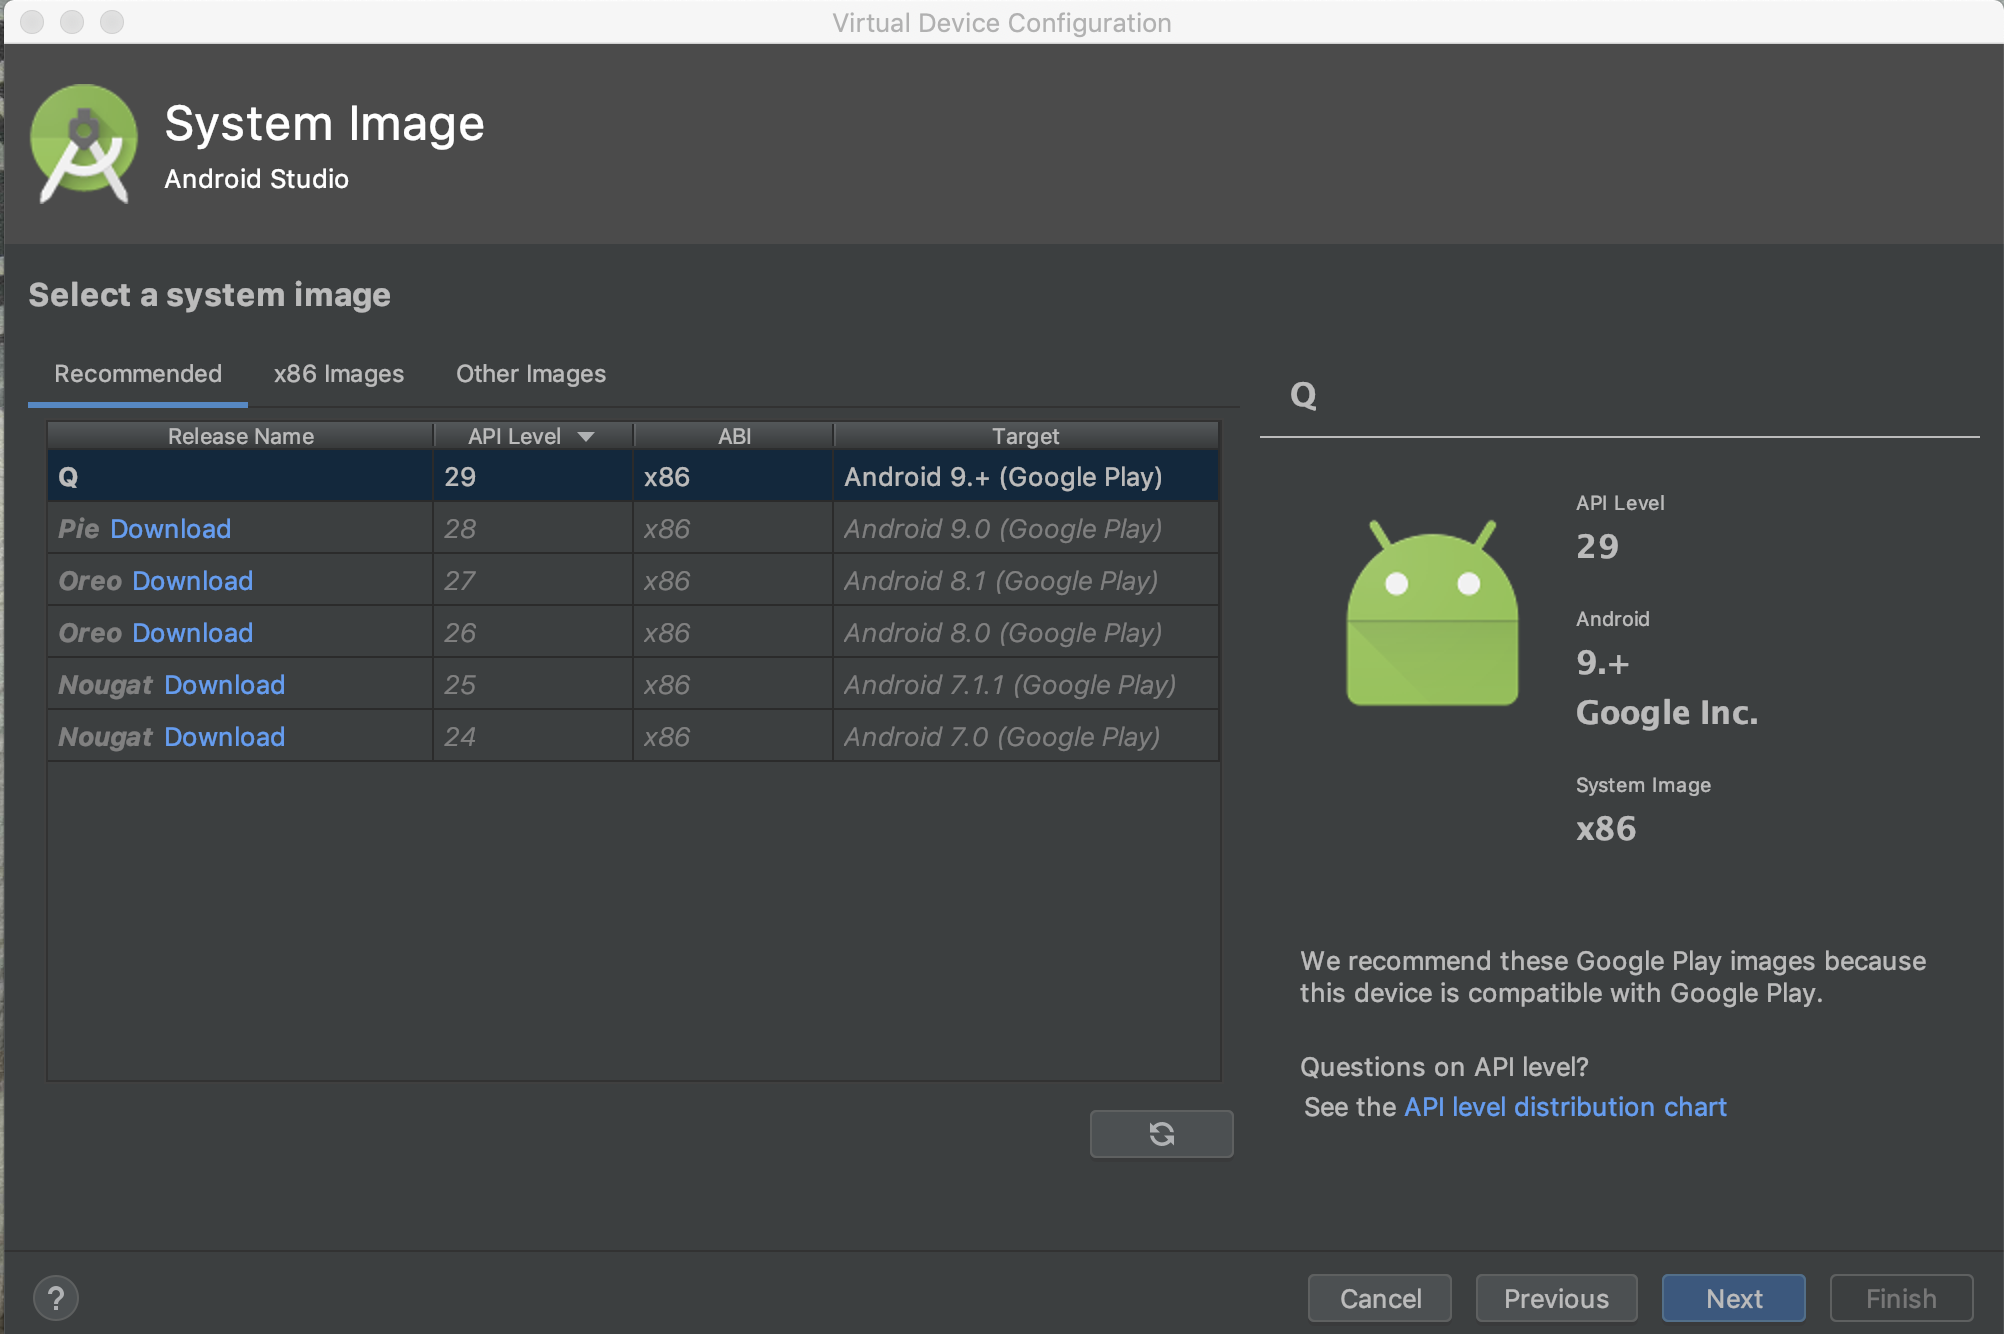 Virtual Device Configuration
System Image
Android Studio
Select a system image
Recommended x86 Images Other Images
Release Name API Level ABI Target
Q 29 x86 Android 9.+ (Google Play)
Pie Download 28 x86 Android 9.0 (Google Play)
Oreo Download 27 x86 Android 8.1 (Google Play)
Oreo Download 26 x86 Android 8.0 (Google Play)
Nougat Download 25 x86 Android 7.1.1 (Google Play)
Nougat Download 24 x86 Android 7.0 (Google Play)
Q
API Level
29
Android
9.+
Google Inc.
System Image
x86
We recommend these Google Play images because
this device is compatible with Google Play.
Questions on API level?
See the API level distribution chart
? Cancel Previous Next Finish